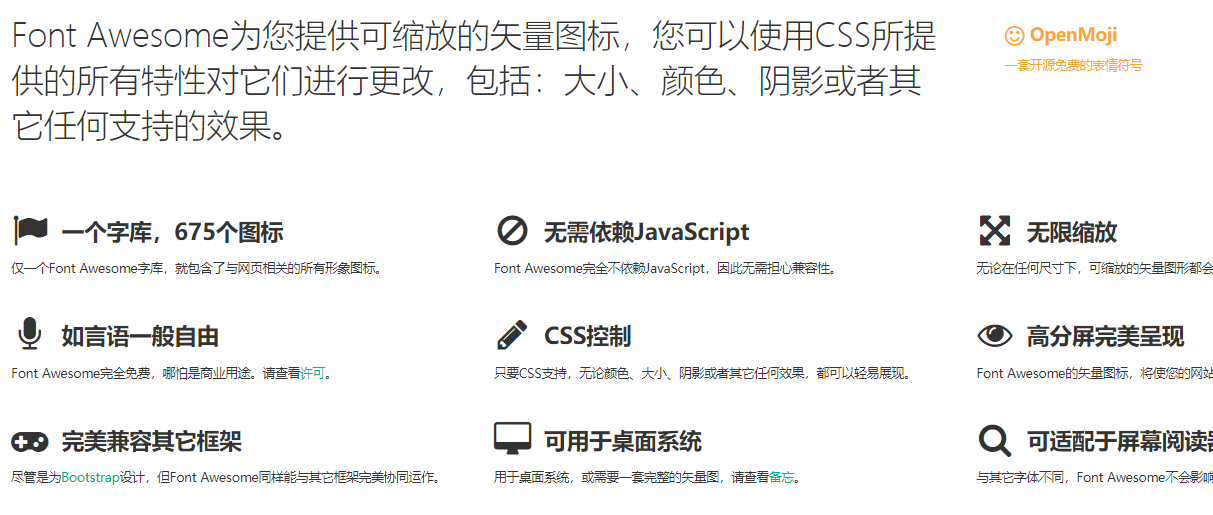 Font Awesome为您提供可缩放的矢量图标，您可以使用CSS所提
供的所有特性对它们进行更改，包括：大小、颜色、阴影或者其
它任何支持的效果。
OpenMoji
一套开源免费的表情符号
一个字库，675个图标
仅一个Font Awesome字库，就包含了与网页相关的所有形象图标。
无需依赖JavaScript
Font Awesome完全不依赖JavaScript，因此无需担心兼容性。
无限缩放
无论在任何尺寸下，可缩放的矢量图形都会
如言语一般自由
Font Awesome完全免费，哪怕是商业用途。请查看许可。
CSS控制
只要CSS支持，无论颜色、大小、阴影或者其它任何效果，都可以轻易展现。
高分屏完美呈现
Font Awesome的矢量图标，将使您的网站
完美兼容其它框架
尽管是为Bootstrap设计，但Font Awesome同样能与其它框架完美协同运作。
可用于桌面系统
用于桌面系统，或需要一套完整的矢量图，请查看备忘。
可适配于屏幕阅读器
与其它字体不同，Font Awesome不会影响